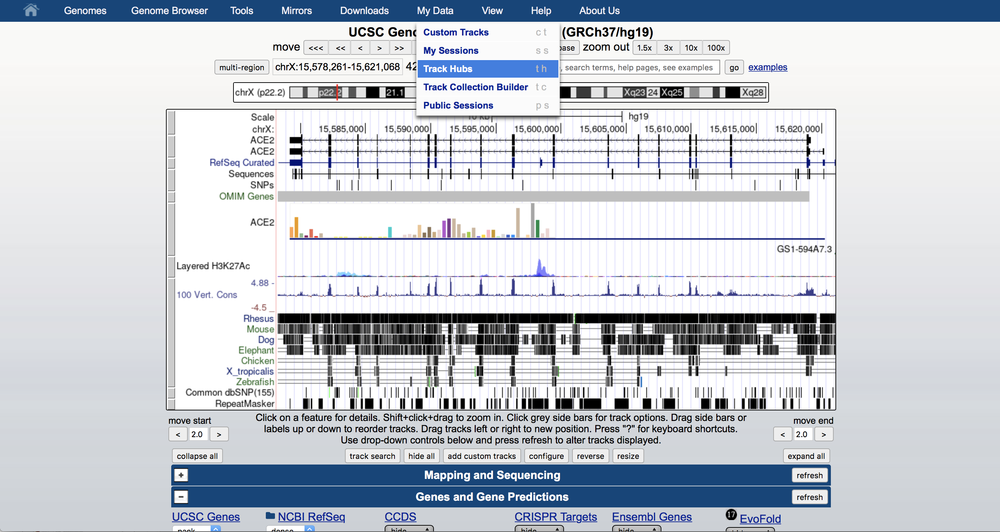 Genomes Genome Browser Tools Mirrors Downloads My Data View Help About Us
UCSC Geno (GRCh37/hg19)
Custom Tracks c t
My Sessions s s
Track Hubs t h
Track Collection Builder t c
Public Sessions p s
move <<< << < > >> base zoom out 1.5x 3x 10x 100x
multi-region chrX:15,578,261-15,621,068 42 , search terms, help pages, see examples go examples
chrX (p22.2) p22.2 21.1 Xq23 24 Xq25 Xq28
Scale 10 kb hg19
chrX: 15,585,000 15,590,000 15,595,000 15,600,000 15,605,000 15,610,000 15,615,000 15,620,000
ACE2
ACE2
RefSeq Curated
Sequences
SNPs
OMIM Genes
ACE2
GS1-594A7.3
Layered H3K27Ac
4.88 -
100 Vert. Cons
-4.5 _
Rhesus
Mouse
Dog
Elephant
Chicken
X_tropicalis
Zebrafish
Common dbSNP(155)
RepeatMasker
move start
< 2.0 >
Click on a feature for details. Shift+click+drag to zoom in. Click grey side bars for track options. Drag side bars or
labels up or down to reorder tracks. Drag tracks left or right to new position. Press "?" for keyboard shortcuts.
Use drop-down controls below and press refresh to alter tracks displayed.
move end
< 2.0 >
collapse all track search hide all add custom tracks configure reverse resize expand all
+ Mapping and Sequencing refresh
- Genes and Gene Predictions refresh
UCSC Genes NCBI RefSeq CCDS CRISPR Targets Ensembl Genes 17 EvoFold
pack dense hide hide hide